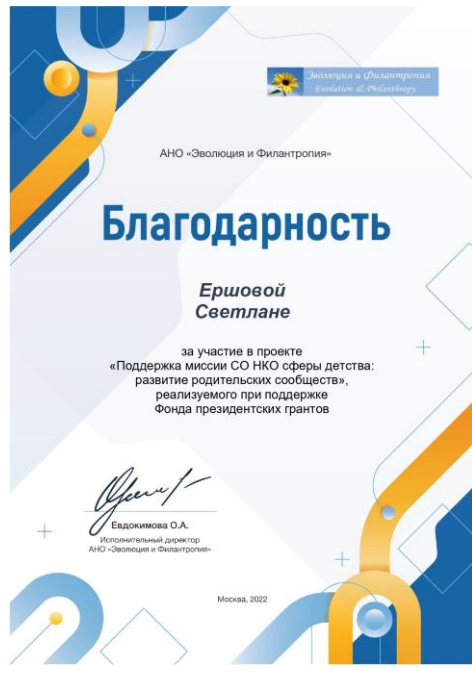 Эволюция и Филантропия
Evolution & Philanthropy
АНО «Эволюция и Филантропия»
Благодарность
Ершовой
Светлане
за участие в проекте
«Поддержка миссии СО НКО сферы детства:
развитие родительских сообществ»,
реализуемого при поддержке
Фонда президентских грантов
Евдокимова О.А.
Исполнительный директор
АНО «Эволюция и Филантропия»
Москва, 2022